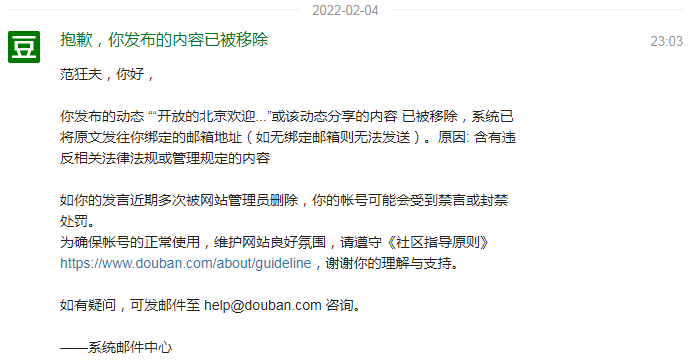 2022-02-04
豆
抱歉，你发布的内容已被移除
23:03
范狂夫，你好，
你发布的动态 ““开放的北京欢迎...”或该动态分享的内容 已被移除，系统已
将原文发往你绑定的邮箱地址（如无绑定邮箱则无法发送）。原因: 含有违
反相关法律法规或管理规定的内容
如你的发言近期多次被网站管理员删除，你的帐号可能会受到禁言或封禁
处罚。
为确保帐号的正常使用，维护网站良好氛围，请遵守《社区指导原则》
https://www.douban.com/about/guideline，谢谢你的理解与支持。
如有疑问，可发邮件至 help@douban.com 咨询。
——系统邮件中心